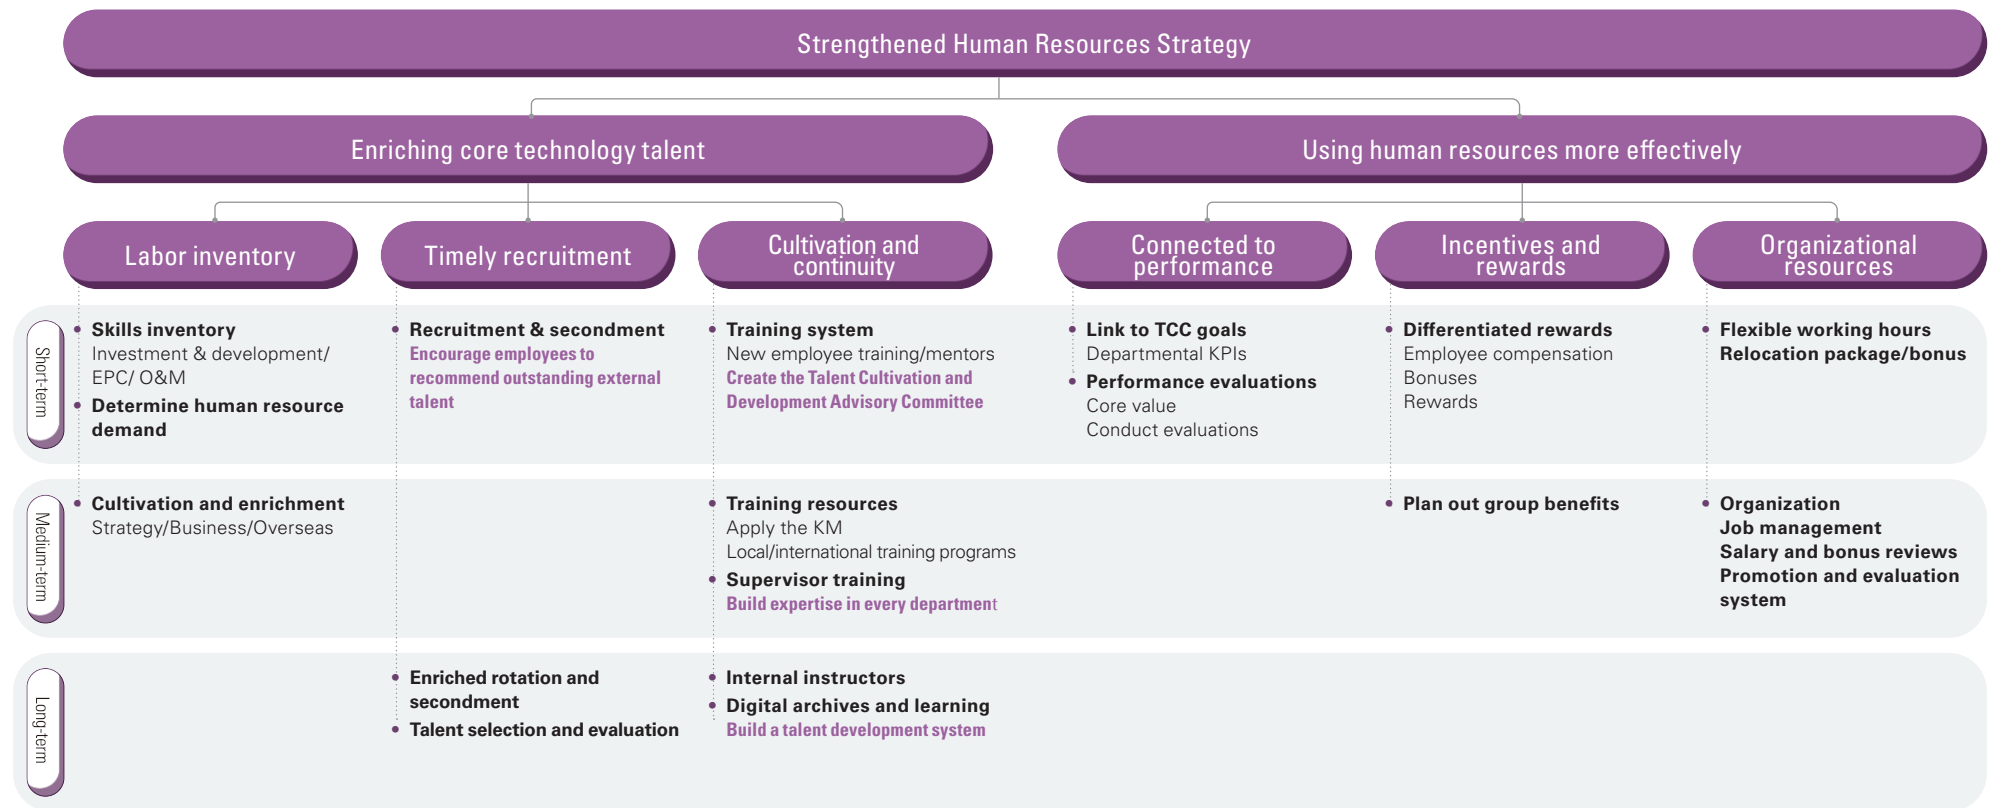 Strengthened Human Resources Strategy
Enriching core technology talent
Using human resources more effectively
Labor inventory
Timely recruitment
Cultivation and
continuity
Connected to
performance
Incentives and
rewards
Organizational
resources
Short-term
• Skills inventory
Investment & development/
EPC/ O&M
• Determine human resource
demand
• Recruitment & secondment
Encourage employees to
recommend outstanding external
talent
• Training system
New employee training/mentors
Create the Talent Cultivation and
Development Advisory Committee
• Link to TCC goals
Departmental KPIs
• Performance evaluations
Core value
Conduct evaluations
• Differentiated rewards
Employee compensation
Bonuses
Rewards
• Flexible working hours
Relocation package/bonus
Medium-term
• Cultivation and enrichment
Strategy/Business/Overseas
• Training resources
Apply the KM
Local/international training programs
• Supervisor training
Build expertise in every department
• Plan out group benefits
• Organization
Job management
Salary and bonus reviews
Promotion and evaluation
system
Long-term
• Enriched rotation and
secondment
• Talent selection and evaluation
• Internal instructors
• Digital archives and learning
Build a talent development system